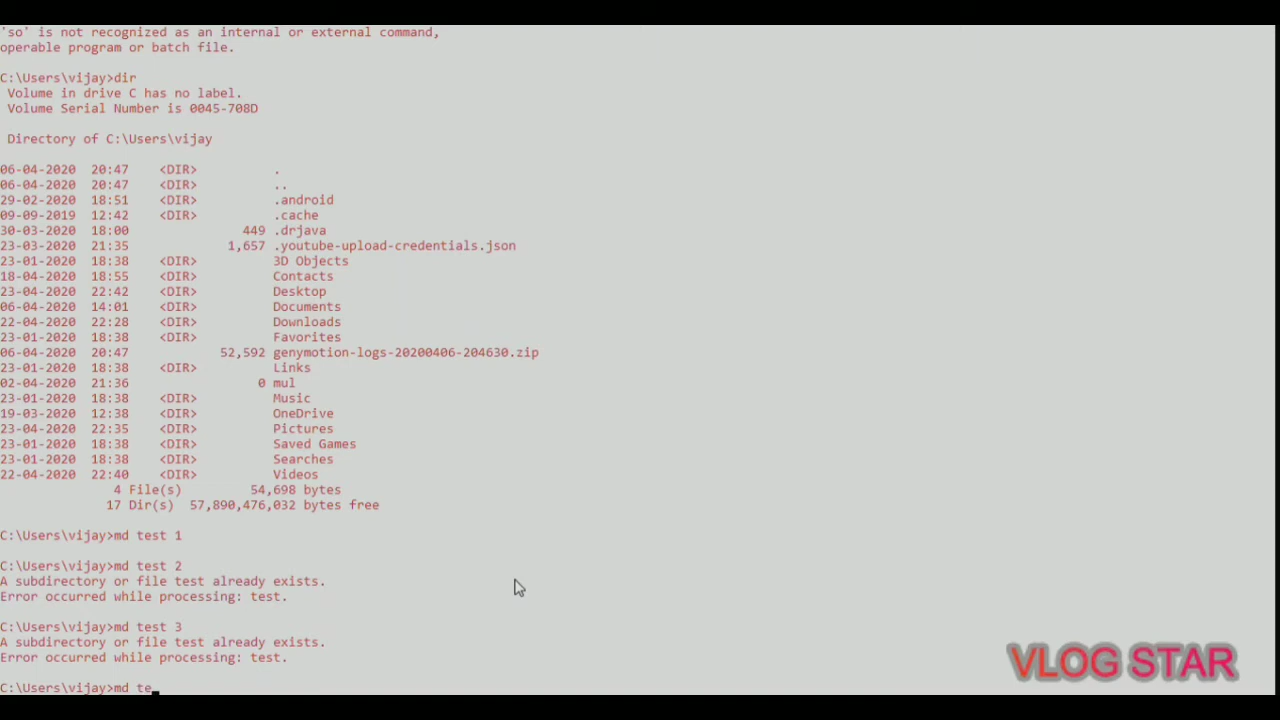 'so' is not recognized as an internal or external command,
operable program or batch file.
C:\Users\vijay>dir
Volume in drive C has no label.
Volume Serial Number is 0045-708D
Directory of C:\Users\vijay
06-04-2020 20:47 <DIR> .
06-04-2020 20:47 <DIR> ..
29-02-2020 18:51 <DIR> .android
09-09-2019 12:42 <DIR> .cache
30-03-2020 18:00 449 .drjava
23-03-2020 21:35 1,657 .youtube-upload-credentials.json
23-01-2020 18:38 <DIR> 3D Objects
18-04-2020 18:55 <DIR> Contacts
23-04-2020 22:42 <DIR> Desktop
06-04-2020 14:01 <DIR> Documents
22-04-2020 22:28 <DIR> Downloads
23-01-2020 18:38 <DIR> Favorites
06-04-2020 20:47 52,592 genymotion-logs-20200406-204630.zip
23-01-2020 18:38 <DIR> Links
02-04-2020 21:36 0 mul
23-01-2020 18:38 <DIR> Music
19-03-2020 12:38 <DIR> OneDrive
23-04-2020 22:35 <DIR> Pictures
23-01-2020 18:38 <DIR> Saved Games
23-01-2020 18:38 <DIR> Searches
22-04-2020 22:40 <DIR> Videos
4 File(s) 54,698 bytes
17 Dir(s) 57,890,476,032 bytes free
C:\Users\vijay>md test 1
C:\Users\vijay>md test 2
A subdirectory or file test already exists.
Error occurred while processing: test.
C:\Users\vijay>md test 3
A subdirectory or file test already exists.
Error occurred while processing: test.
C:\Users\vijay>md te
VLOG STAR